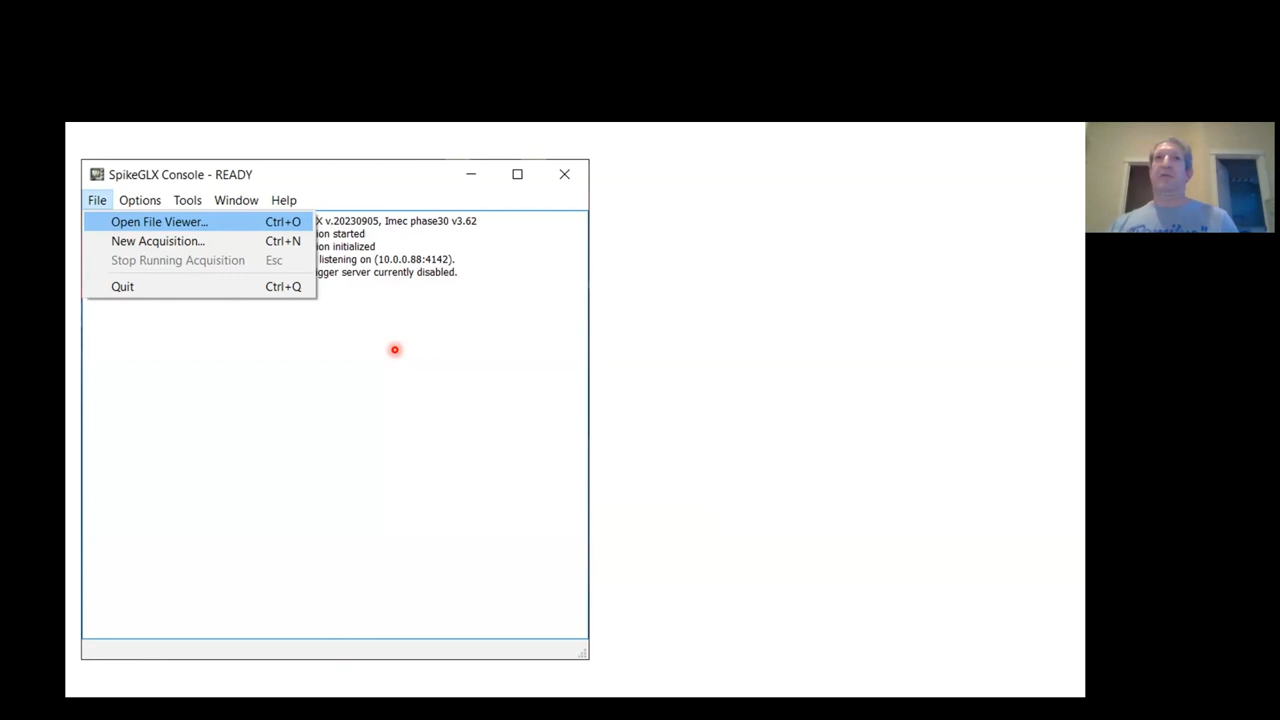 SpikeGLX Console - READY
File Options Tools Window Help
Open File Viewer... Ctrl+O
New Acquisition... Ctrl+N
Stop Running Acquisition Esc
Quit Ctrl+Q
X v.20230905, Imec phase30 v3.62
ion started
ion initialized
listening on (10.0.0.88:4142).
igger server currently disabled.